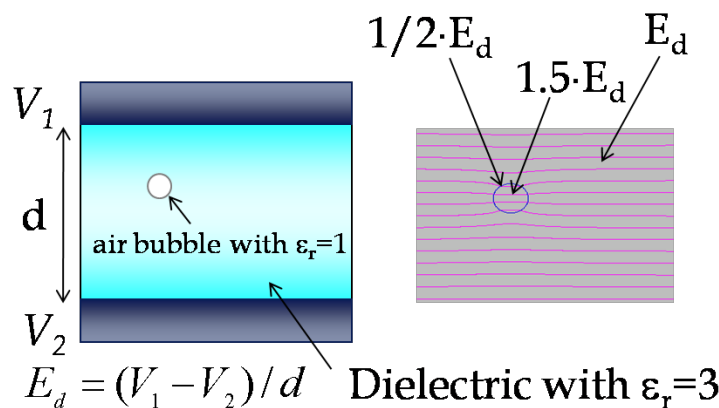 1/2·E_d
E_d
1.5·E_d
V_1
d
air bubble with ε_r=1
V_2
E_d = (V_1 − V_2) / d
Dielectric with ε_r=3